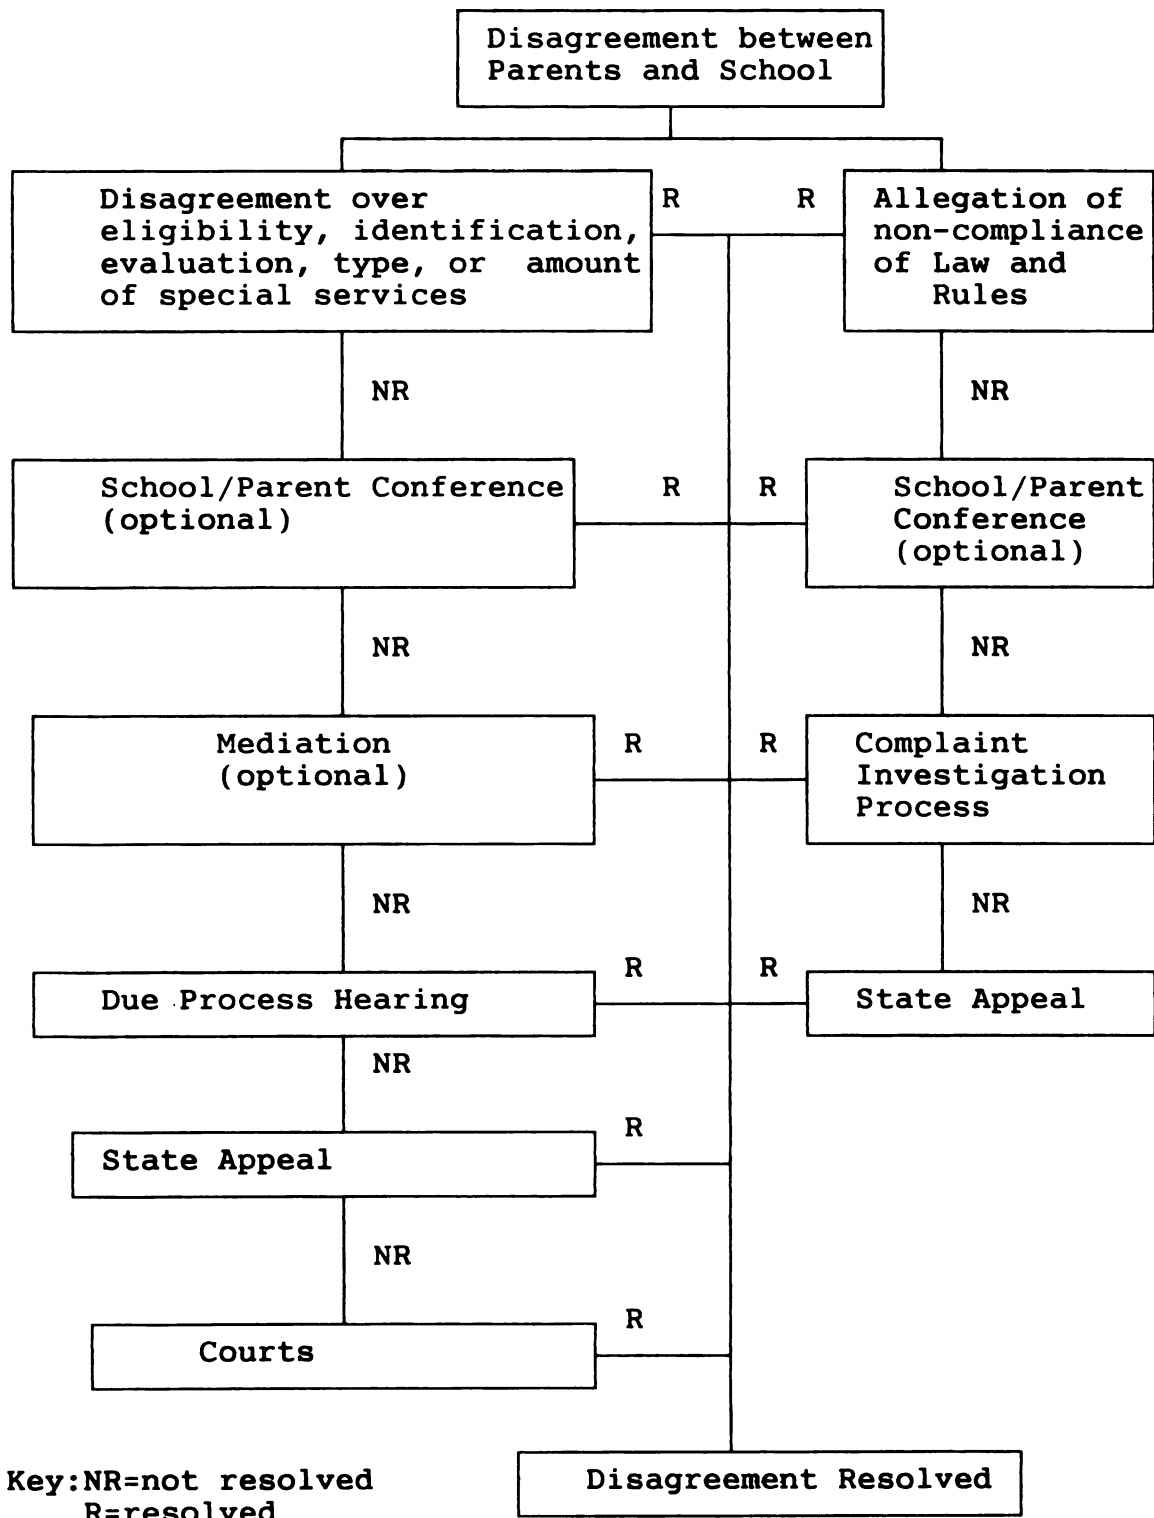 Disagreement between
Parents and School
Disagreement over
eligibility, identification,
evaluation, type, or amount
of special services
R
R
Allegation of
non-compliance
of Law and
Rules
NR
NR
School/Parent Conference
(optional)
R
R
School/Parent
Conference
(optional)
NR
NR
Mediation
(optional)
R
R
Complaint
Investigation
Process
NR
NR
Due Process Hearing
R
R
State Appeal
NR
State Appeal
R
NR
Courts
R
Key:NR=not resolved
R=resolved
Disagreement Resolved